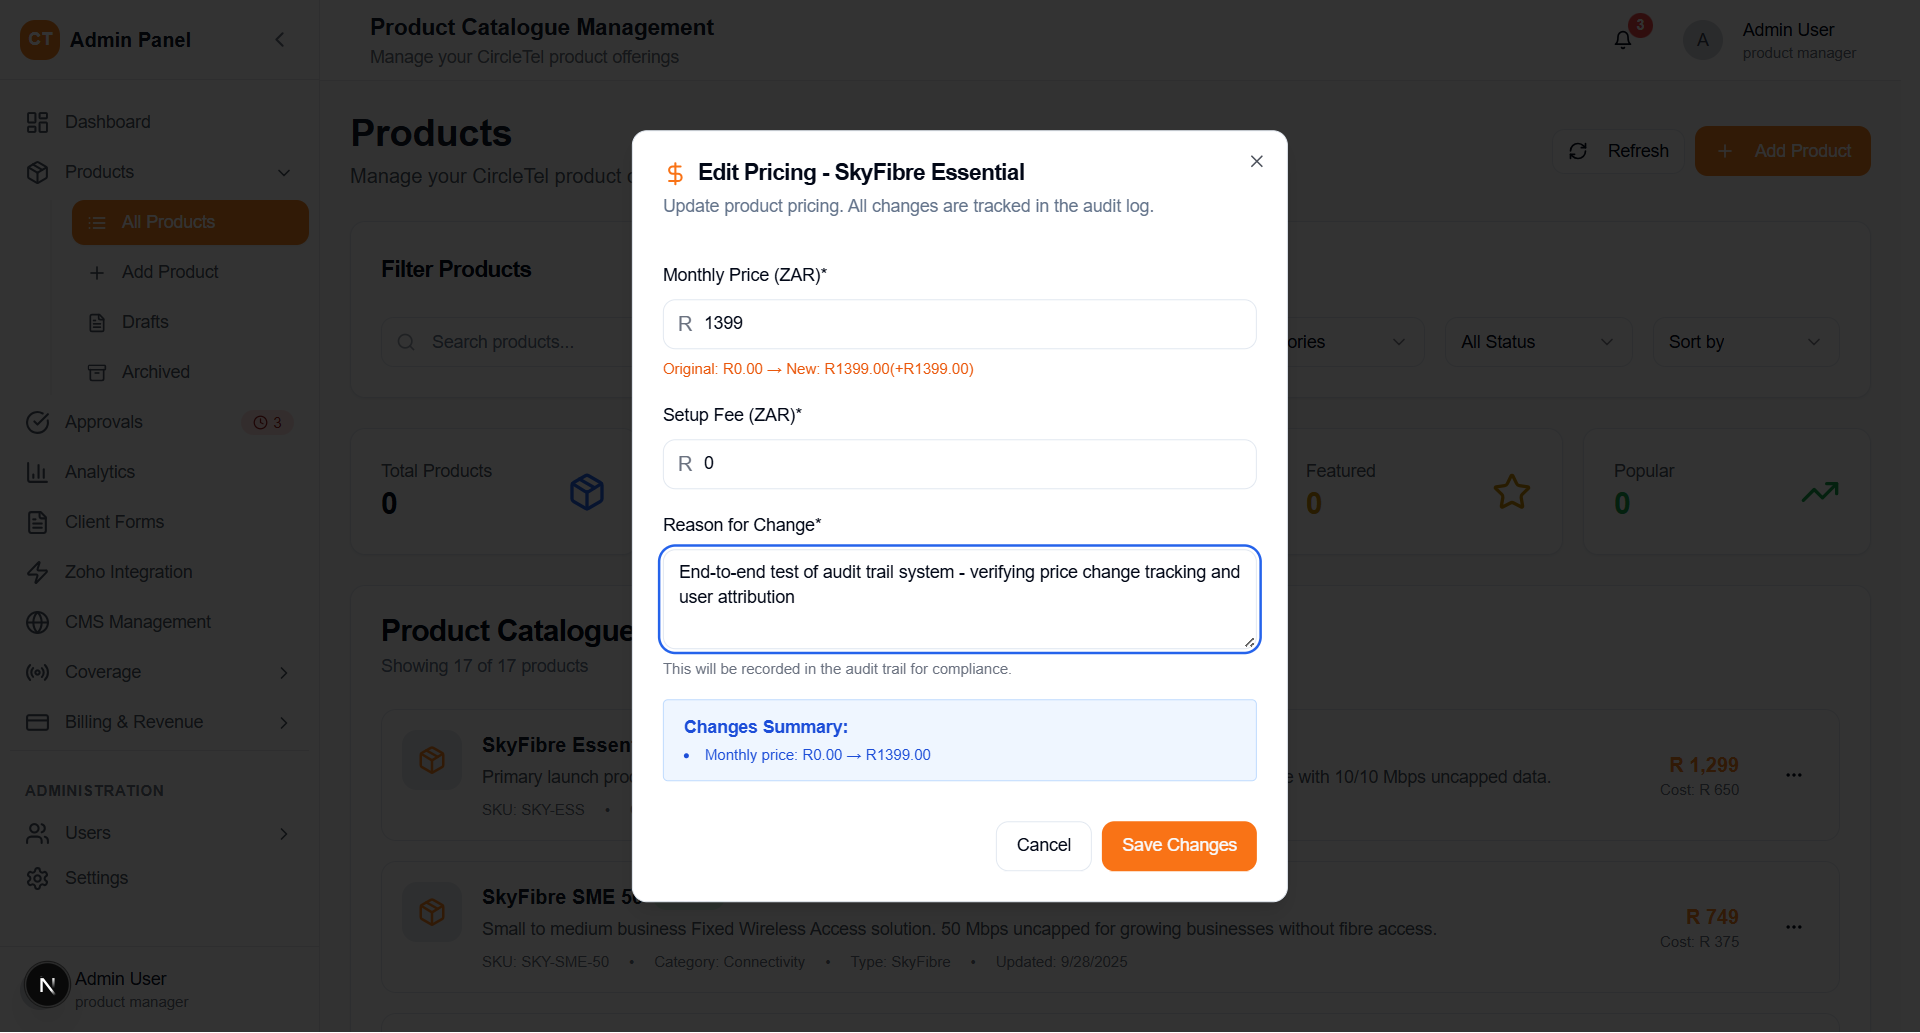 CT Admin Panel
Product Catalogue Management
Manage your CircleTel product offerings
3
A
Admin User
product manager
Dashboard
Products
All Products
Add Product
Drafts
Archived
Approvals
3
Analytics
Client Forms
Zoho Integration
CMS Management
Coverage
Billing & Revenue
ADMINISTRATION
Users
Settings
N
Admin User
product manager
Products
Manage your CircleTel product
Refresh
Add Product
Filter Products
Search products...
All Status
Sort by
Total Products
0
Featured
0
Popular
0
Product Catalogue
Showing 17 of 17 products
SkyFibre Essen
Primary launch
e with 10/10 Mbps uncapped data.
SKU: SKY-ESS •
R 1,299
Cost: R 650
SkyFibre SME 50
Small to medium business Fixed Wireless Access solution. 50 Mbps uncapped for growing businesses without fibre access.
SKU: SKY-SME-50 • Category: Connectivity • Type: SkyFibre • Updated: 9/28/2025
R 749
Cost: R 375
Edit Pricing - SkyFibre Essential
Update product pricing. All changes are tracked in the audit log.
Monthly Price (ZAR)*
R 1399
Original: R0.00 → New: R1399.00(+R1399.00)
Setup Fee (ZAR)*
R 0
Reason for Change*
End-to-end test of audit trail system - verifying price change tracking and
user attribution
This will be recorded in the audit trail for compliance.
Changes Summary:
• Monthly price: R0.00 → R1399.00
Cancel
Save Changes